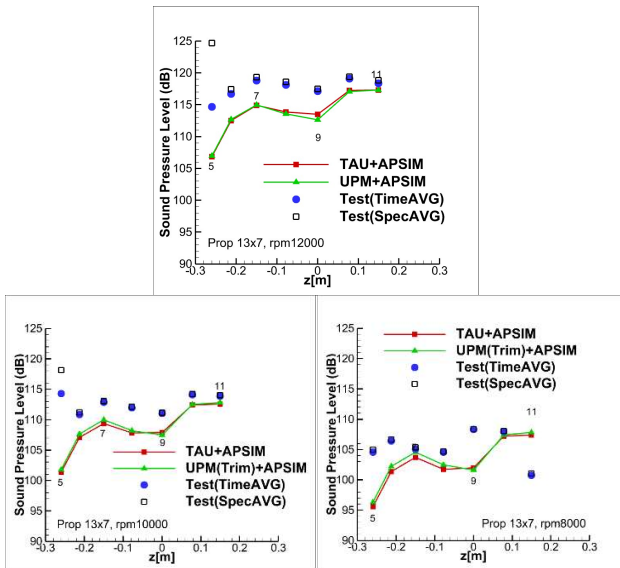 125
120
115
110
105
100
95
90
Sound Pressure Level (dB)
5
7
9
11
TAU+APSIM
UPM+APSIM
Test(TimeAVG)
Test(SpecAVG)
Prop 13x7, rpm12000
-0.3 -0.2 -0.1 0 0.1 0.2 0.3
z[m]
125
120
115
110
105
100
95
90
Sound Pressure Level (dB)
5
7
9
11
TAU+APSIM
UPM(Trim)+APSIM
Test(TimeAVG)
Test(SpecAVG)
Prop 13x7, rpm10000
-0.3 -0.2 -0.1 0 0.1 0.2 0.3
z[m]
125
120
115
110
105
100
95
90
Sound Pressure Level (dB)
TAU+APSIM
UPM(Trim)+APSIM
Test(TimeAVG)
Test(SpecAVG)
11
9
5
Prop 13x7, rpm8000
-0.3 -0.2 -0.1 0 0.1 0.2 0.3
z[m]